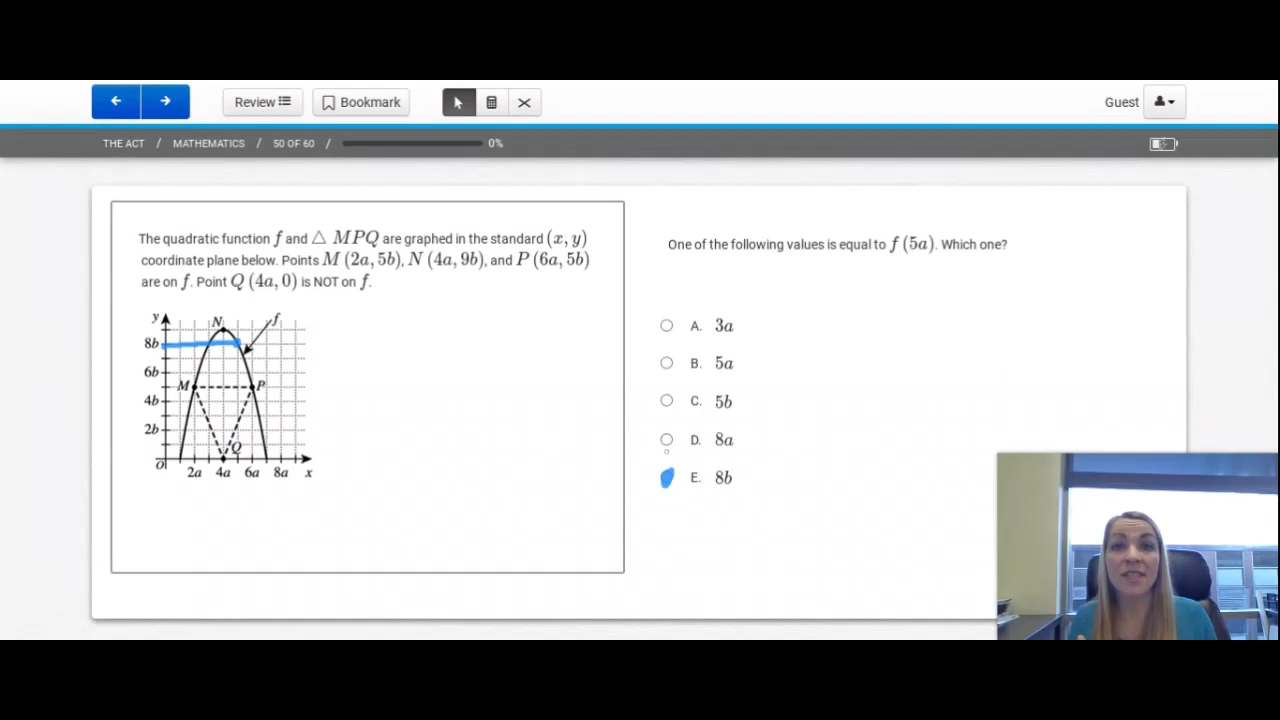 Review
Bookmark
Guest
THE ACT / MATHEMATICS / 50 OF 60 / 0%
The quadratic function f and △ MPQ are graphed in the standard (x, y)
coordinate plane below. Points M (2a, 5b), N (4a, 9b), and P (6a, 5b)
are on f. Point Q (4a, 0) is NOT on f.
y
N
f
8b
6b
M
P
4b
2b
Q
O
2a 4a 6a 8a x
One of the following values is equal to f (5a). Which one?
A. 3a
B. 5a
C. 5b
D. 8a
E. 8b